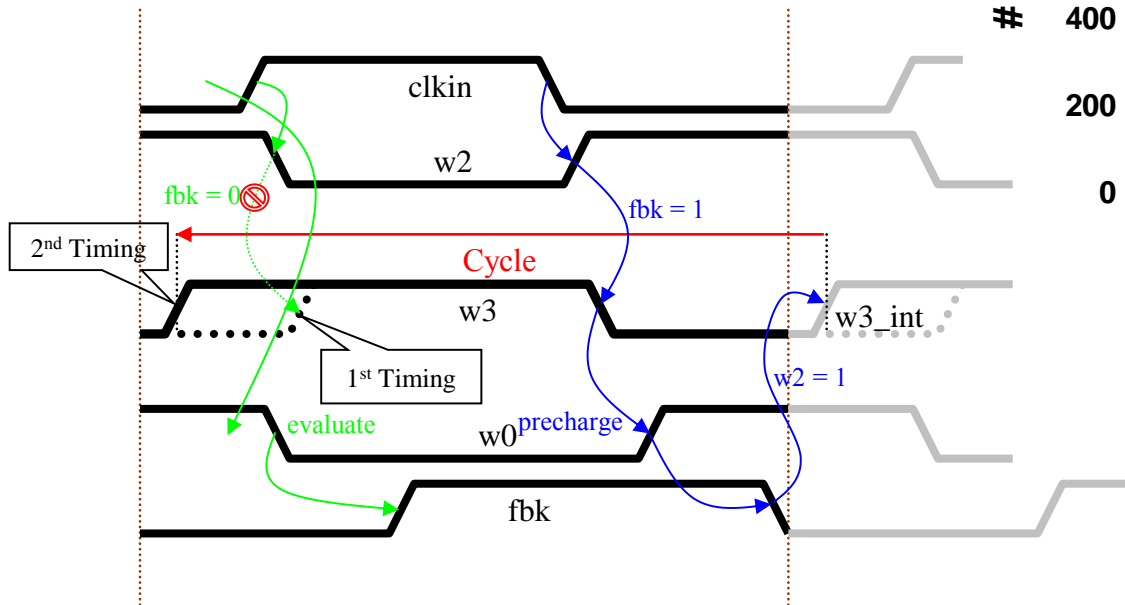 # 400
clkin
200
w2
fbk = 0
0
fbk = 1
2nd Timing
Cycle
w3
w3_int
1st Timing
w2 = 1
evaluate
w0
precharge
fbk